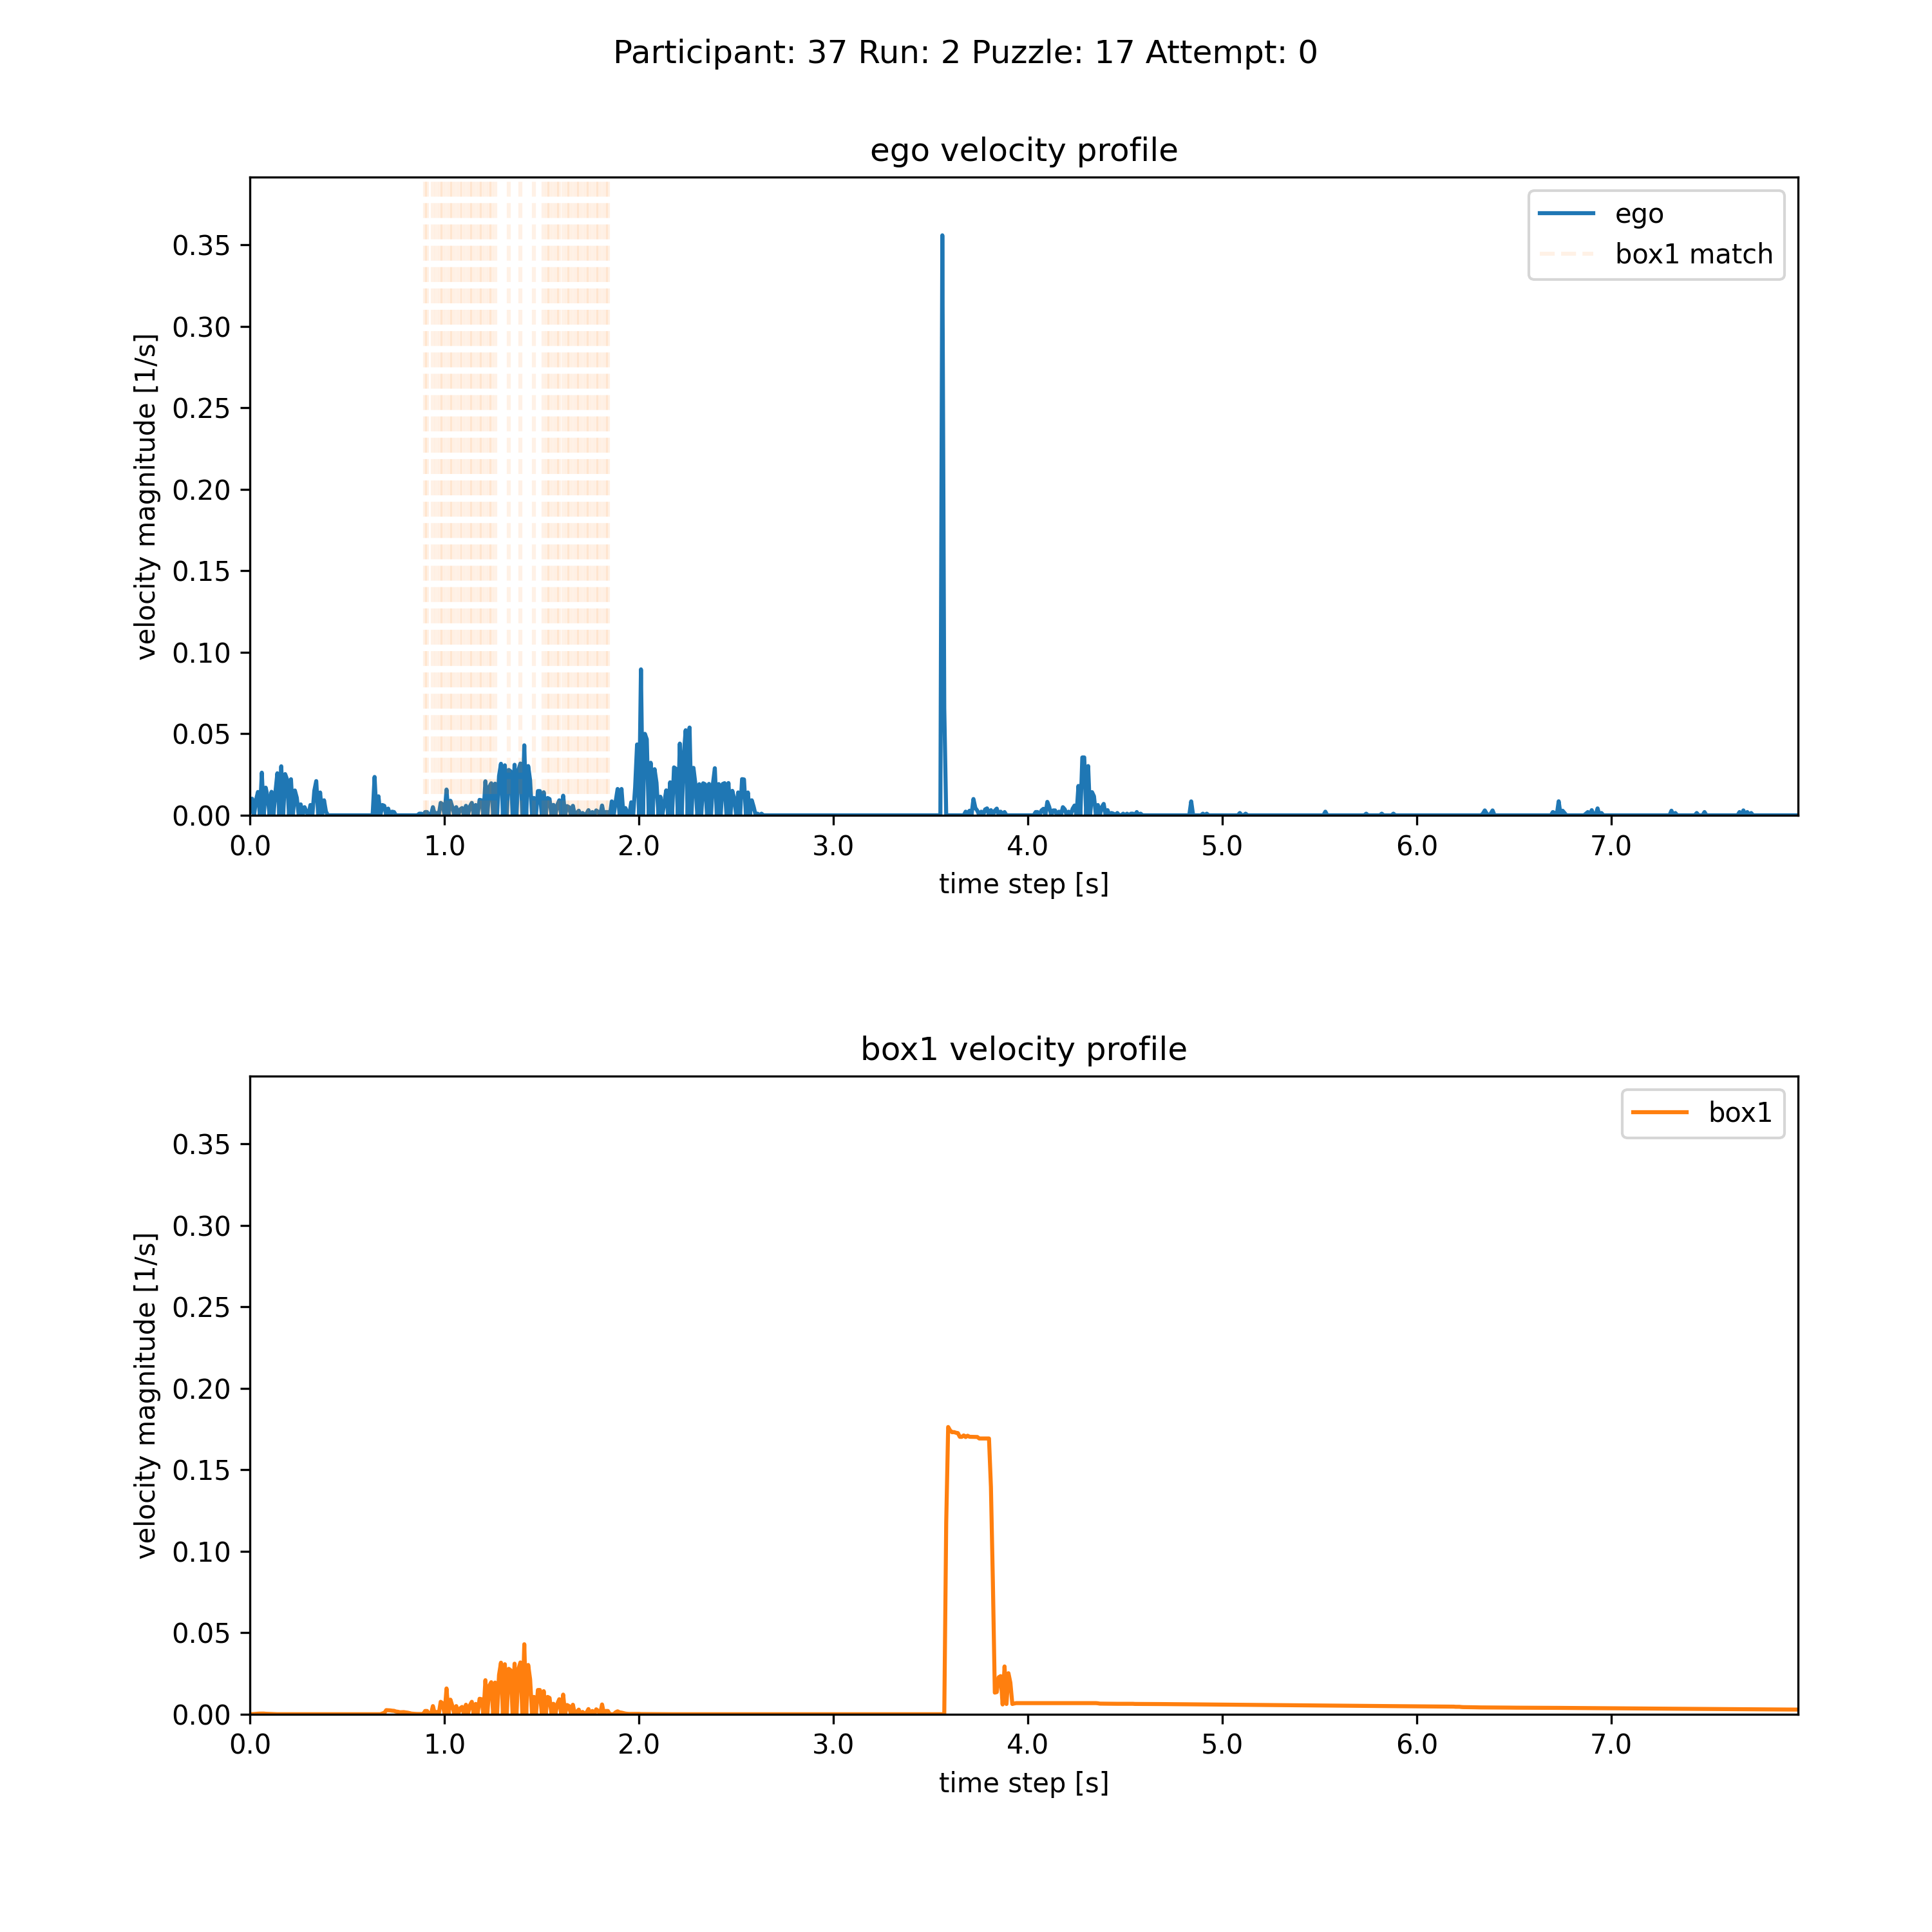 Participant: 37 Run: 2 Puzzle: 17 Attempt: 0
ego velocity profile
velocity magnitude [1/s]
0.35
0.30
0.25
0.20
0.15
0.10
0.05
0.00
ego
box1 match
0.0 1.0 2.0 3.0 4.0 5.0 6.0 7.0
time step [s]
box1 velocity profile
velocity magnitude [1/s]
0.35
0.30
0.25
0.20
0.15
0.10
0.05
0.00
box1
0.0 1.0 2.0 3.0 4.0 5.0 6.0 7.0
time step [s]